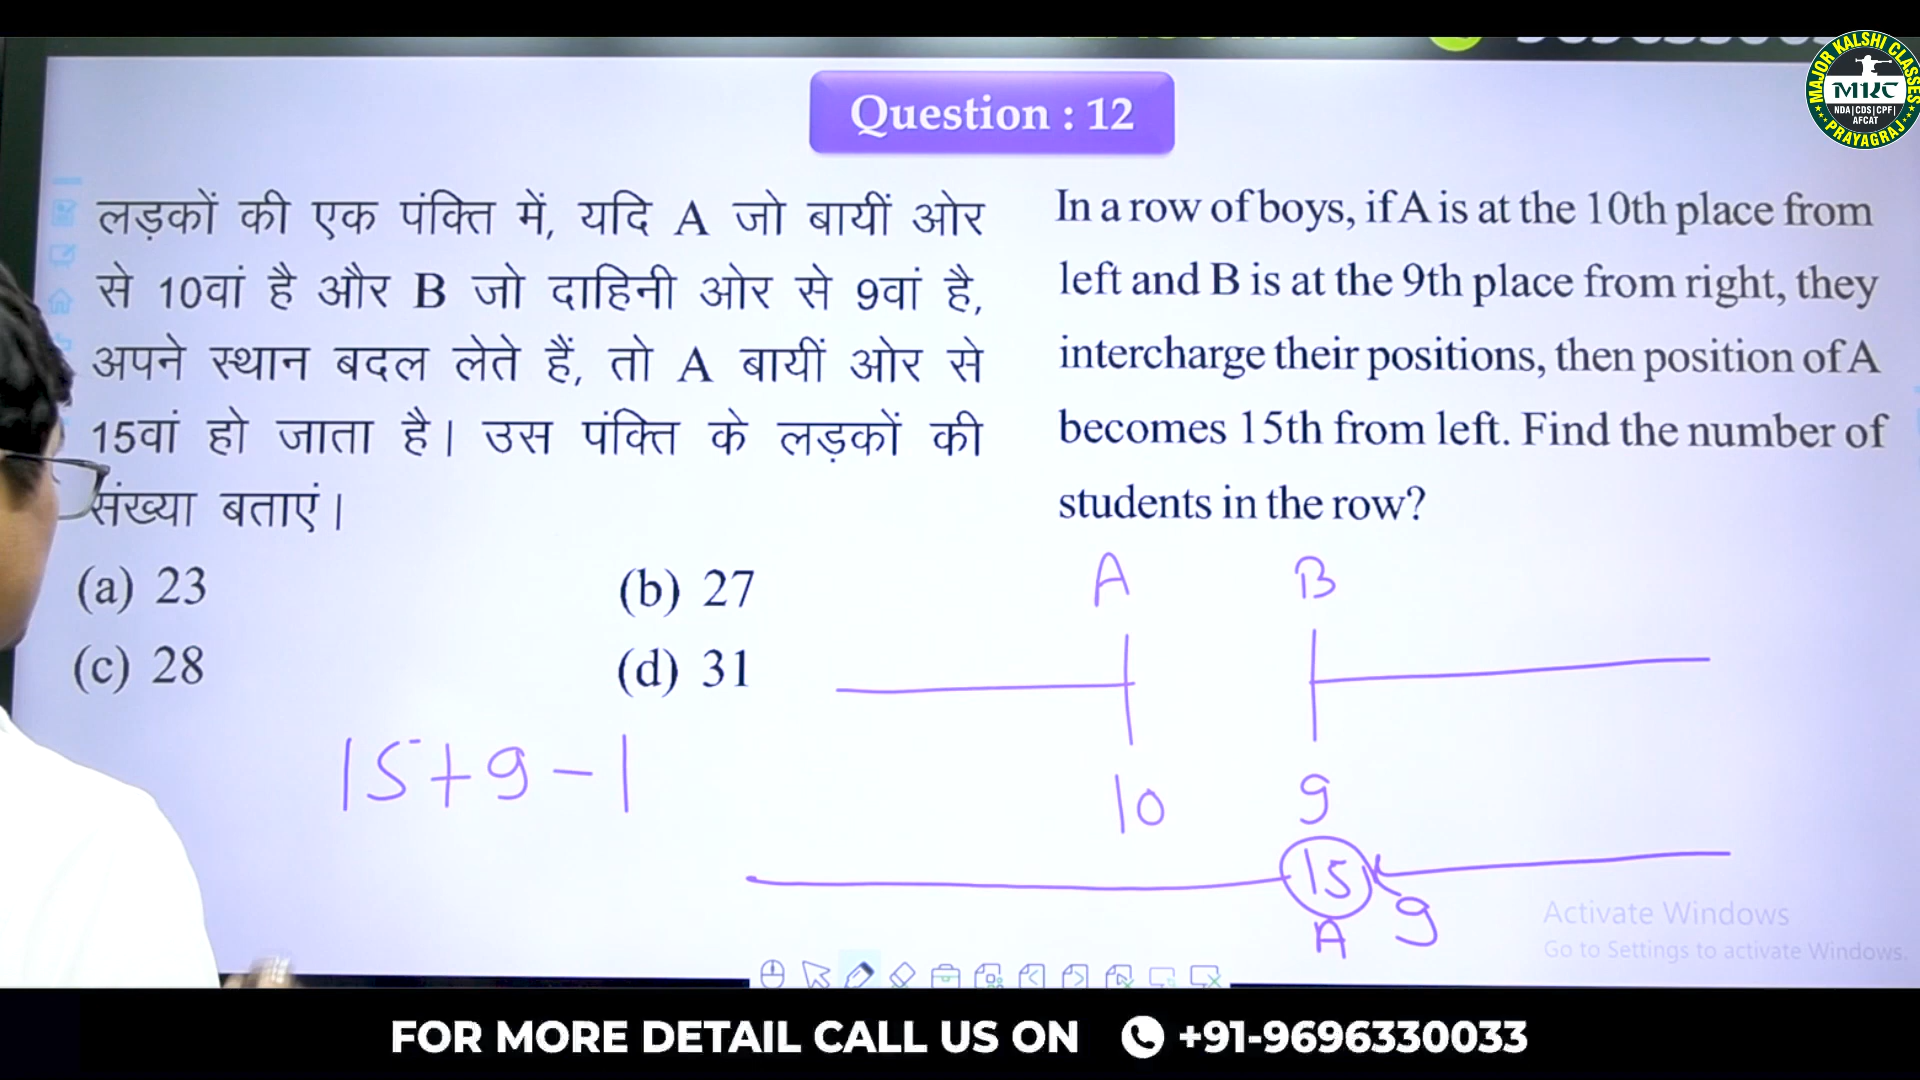 MAJOR KALSHI CLASSES
MKC
NDA|CDS|CPF|
AFCAT
PRAYAGRAJ
Question : 12
लड़कों की एक पंक्ति में, यदि A जो बायीं ओर
से 10वां है और B जो दाहिनी ओर से 9वां है,
अपने स्थान बदल लेते हैं, तो A बायीं ओर से
15वां हो जाता है। उस पंक्ति के लड़कों की
संख्या बताएं।
(a) 23
(b) 27
(c) 28
(d) 31
In a row of boys, if A is at the 10th place from
left and B is at the 9th place from right, they
intercharge their positions, then position of A
becomes 15th from left. Find the number of
students in the row?
A B
10 9
15+9-1
15
A 9
Activate Windows
Go to Settings to activate Windows.
FOR MORE DETAIL CALL US ON +91-9696330033